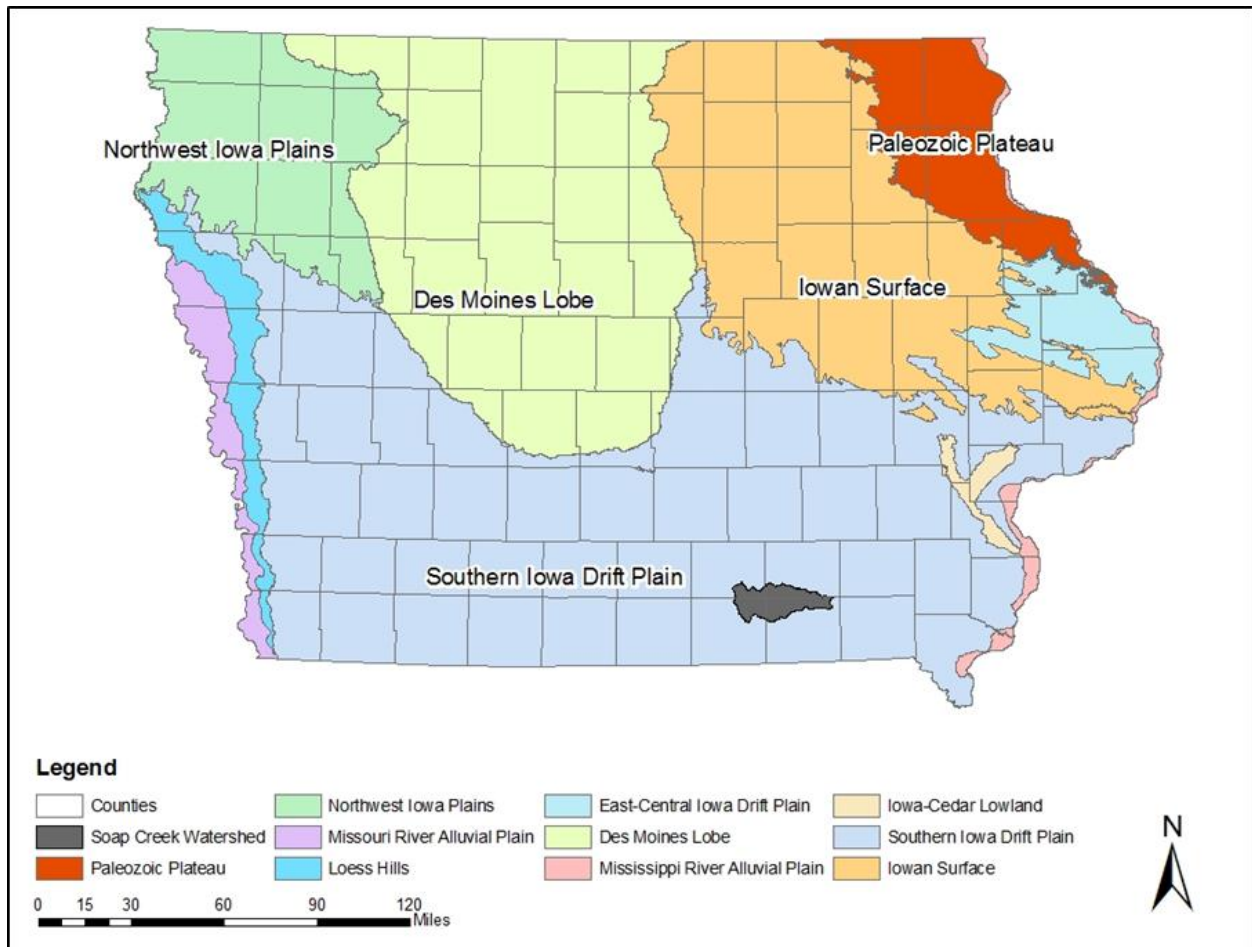 Northwest Iowa Plains
Paleozoic Plateau
Des Moines Lobe
Iowan Surface
Southern Iowa Drift Plain
Legend
Counties
Soap Creek Watershed
Paleozoic Plateau
Northwest Iowa Plains
Missouri River Alluvial Plain
Loess Hills
East-Central Iowa Drift Plain
Des Moines Lobe
Mississippi River Alluvial Plain
Iowa-Cedar Lowland
Southern Iowa Drift Plain
Iowan Surface
0 15 30 60 90 120
Miles
N